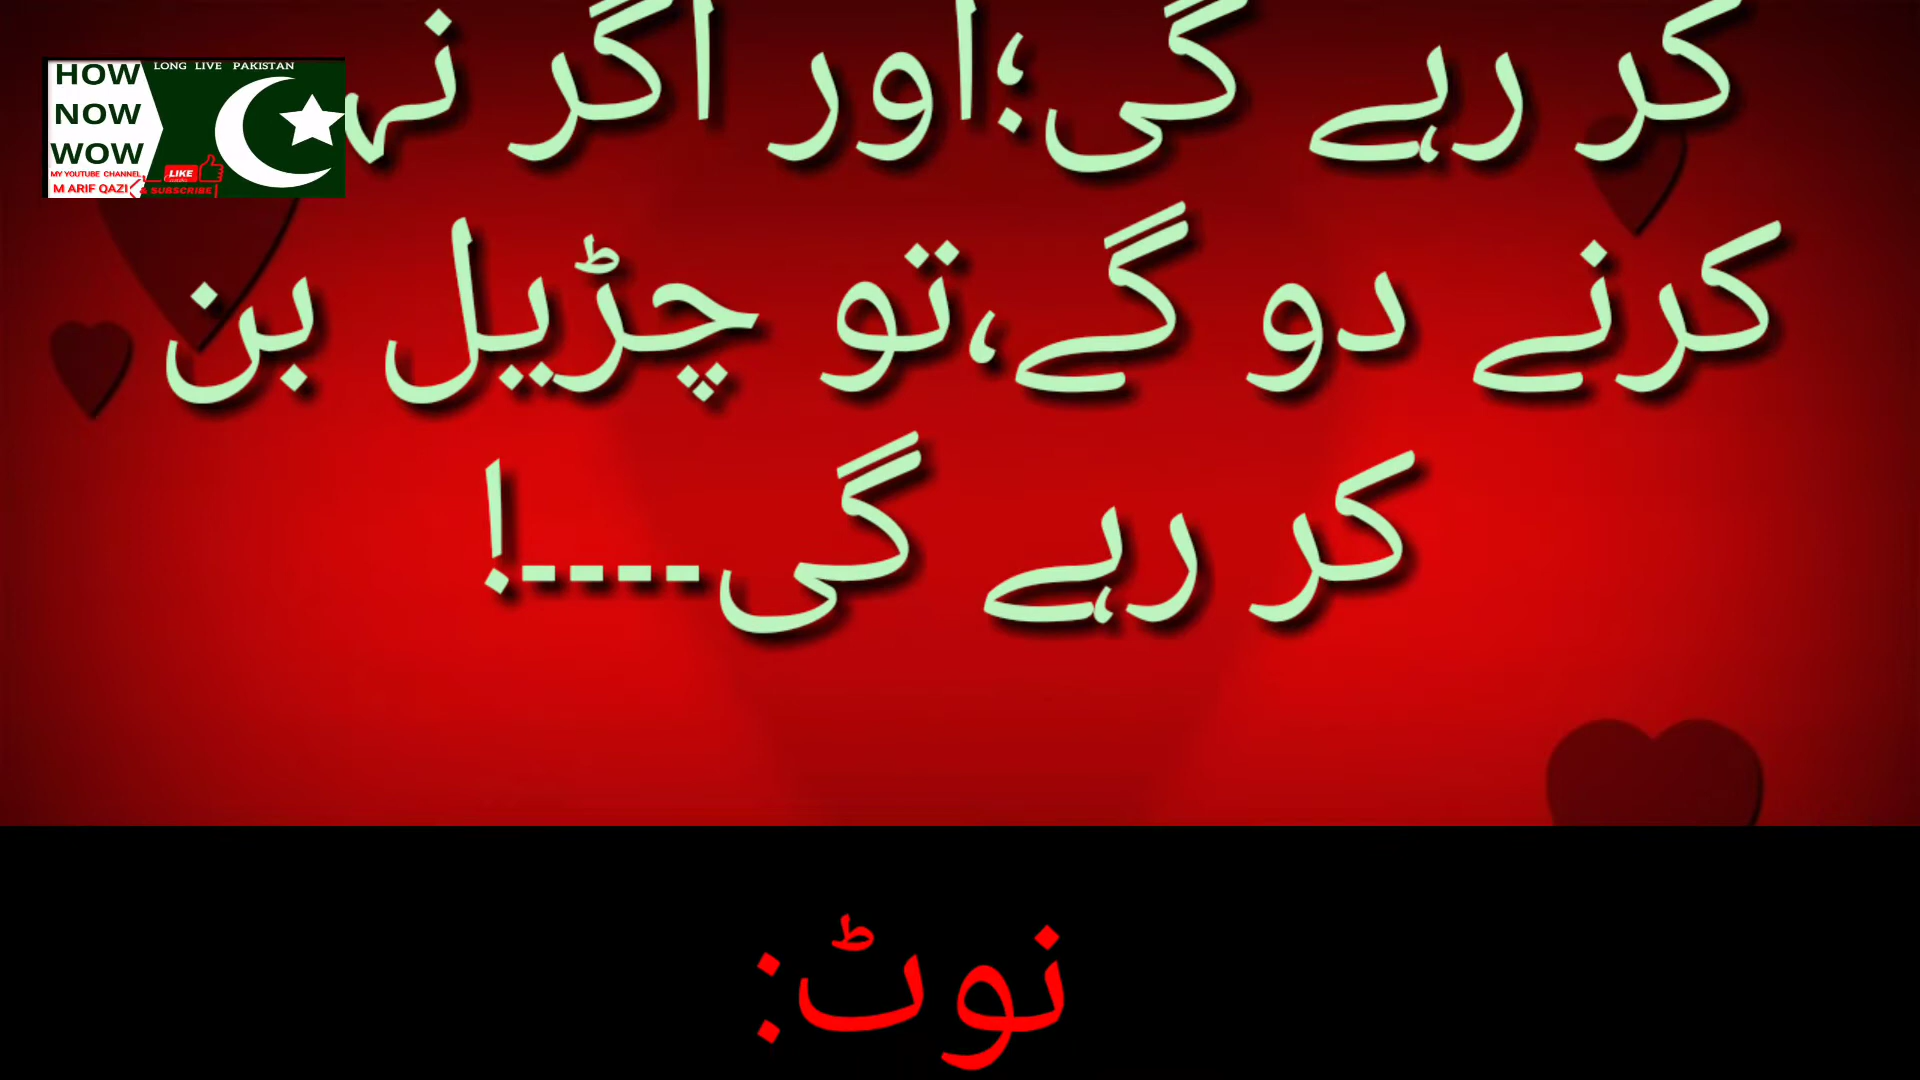 HOW
NOW
WOW
MY YOUTUBE CHANNEL
M ARIF QAZI
LONG LIVE PAKISTAN
LIKE
SUBSCRIBE
کر رہے گی؛اور اگر نہ
کرنے دو گے،تو چڑیل بن
کر رہے گی----!
نوٹ: